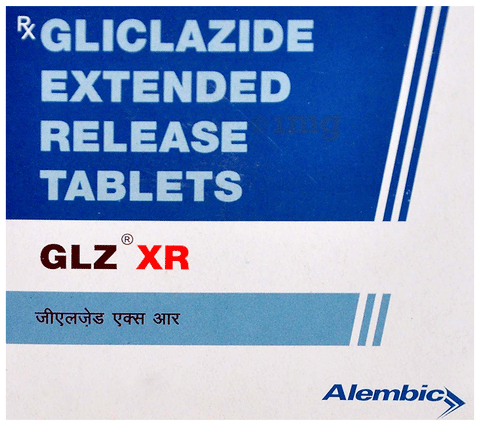 Rx GLICLAZIDE
EXTENDED
RELEASE
TABLETS
GLZ® XR
जीएलज़ेड एक्स आर
Alembic